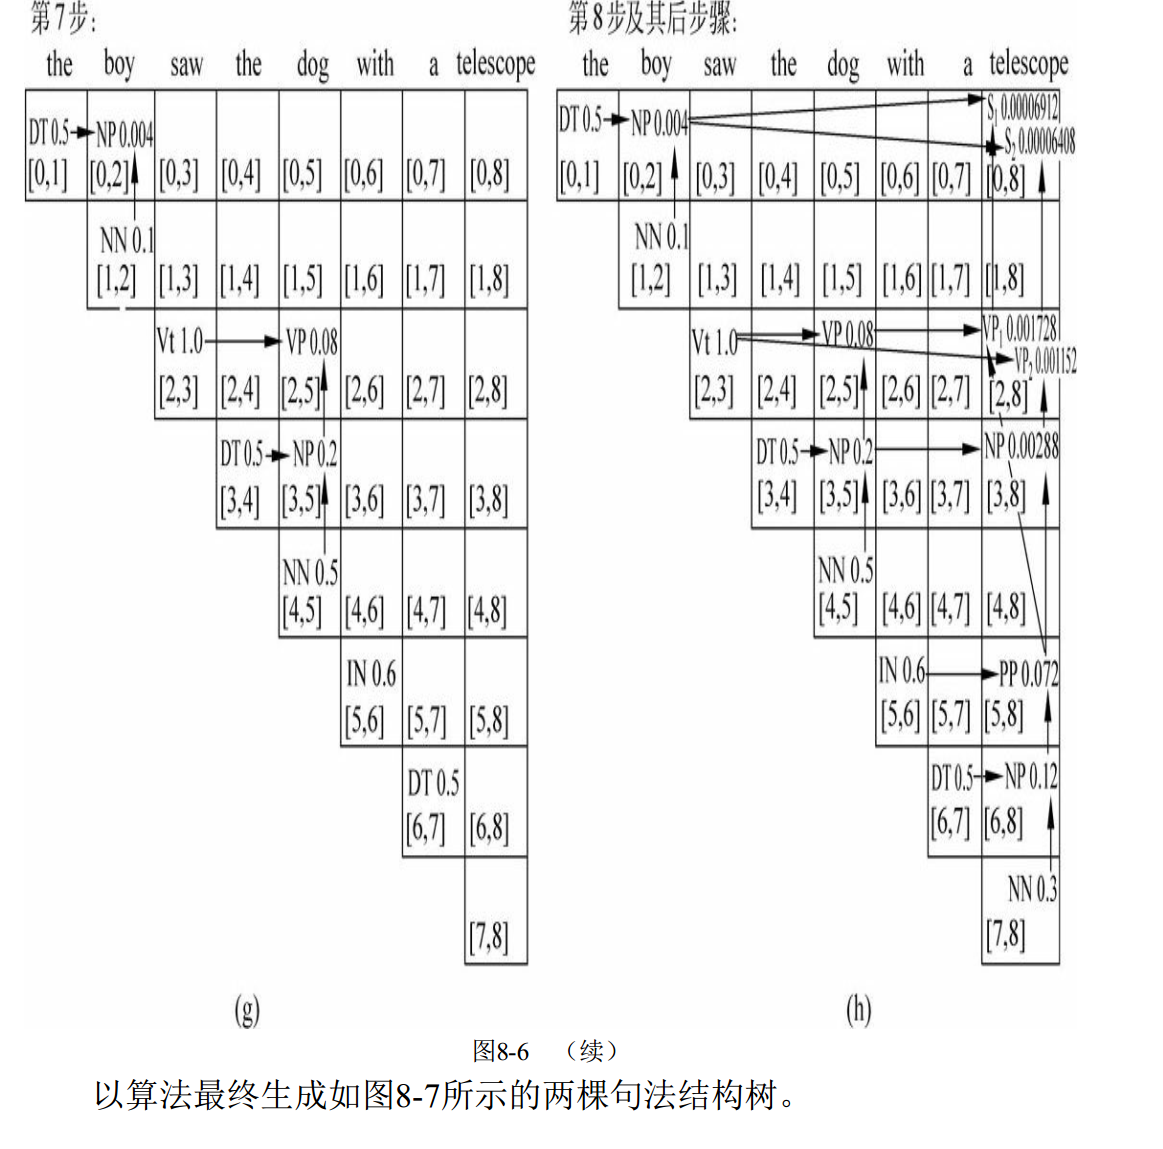 第7步:
the boy saw the dog with a telescope
DT 0.5 NP 0.004
[0,1] [0,2] [0,3] [0,4] [0,5] [0,6] [0,7] [0,8]
NN 0.1
[1,2] [1,3] [1,4] [1,5] [1,6] [1,7] [1,8]
Vt 1.0 VP 0.08
[2,3] [2,4] [2,5] [2,6] [2,7] [2,8]
DT 0.5 NP 0.2
[3,4] [3,5] [3,6] [3,7] [3,8]
NN 0.5
[4,5] [4,6] [4,7] [4,8]
IN 0.6
[5,6] [5,7] [5,8]
DT 0.5
[6,7] [6,8]
[7,8]
(g)
第8步及其后步骤:
the boy saw the dog with a telescope
S1 0.00006912
DT 0.5 NP 0.004
S2 0.00006408
[0,1] [0,2] [0,3] [0,4] [0,5] [0,6] [0,7] [0,8]
NN 0.1
[1,2] [1,3] [1,4] [1,5] [1,6] [1,7] [1,8]
Vt 1.0 VP 0.08 VP1 0.001728
VP2 0.001152
[2,3] [2,4] [2,5] [2,6] [2,7] [2,8]
DT 0.5 NP 0.2 NP 0.00288
[3,4] [3,5] [3,6] [3,7] [3,8]
NN 0.5
[4,5] [4,6] [4,7] [4,8]
IN 0.6 PP 0.072
[5,6] [5,7] [5,8]
DT 0.5 NP 0.12
[6,7] [6,8]
NN 0.3
[7,8]
(h)
图8-6 （续）
以算法最终生成如图8-7所示的两棵句法结构树。